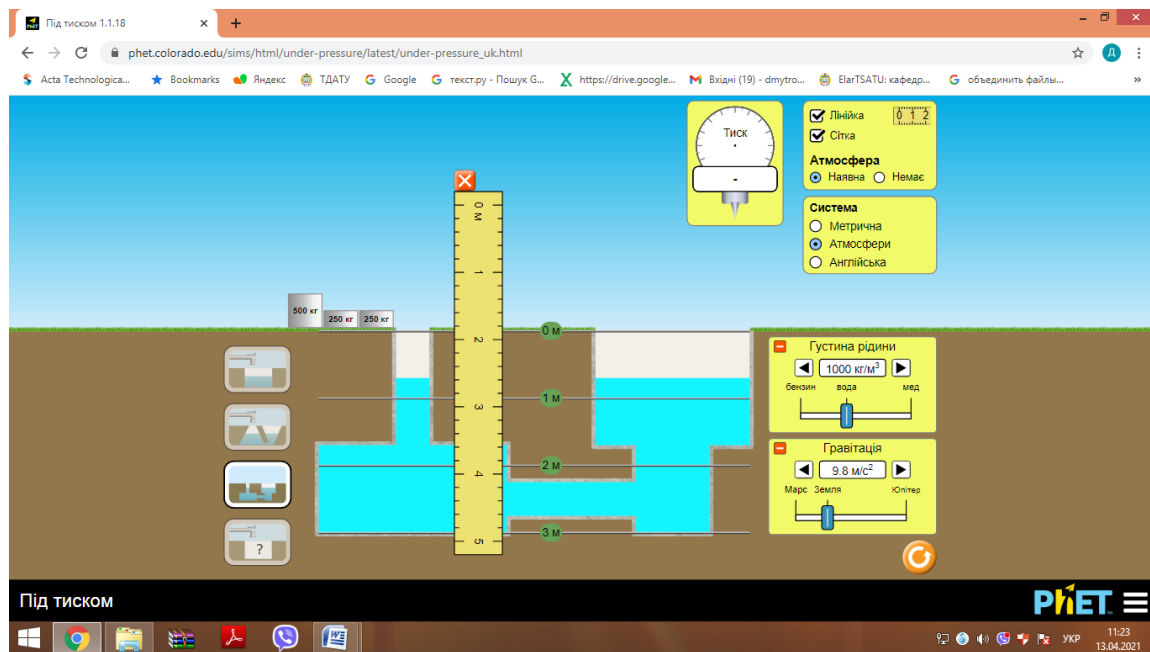 Під тиском 1.1.18
phet.colorado.edu/sims/html/under-pressure/latest/under-pressure_uk.html
Д
Acta Technologica...
Bookmarks
Яндекс
ТДАТУ
Google
текст.ру - Пошук G...
https://drive.google...
Вхідні (19) - dmytro...
ElarTSATU: кафедр...
объединить файлы...
»
Тиск
-
Лінійка
0 1 2
Сітка
Атмосфера
Наявна
Немає
Система
Метрична
Атмосфери
Англійська
0 м
1
2
3
4
5
500 кг
250 кг
250 кг
0 м
1 м
2 м
3 м
?
Густина рідини
1000 кг/м³
бензин вода мед
Гравітація
9.8 м/с²
Марс Земля Юпітер
Під тиском
PhET
УКР
11:23
13.04.2021